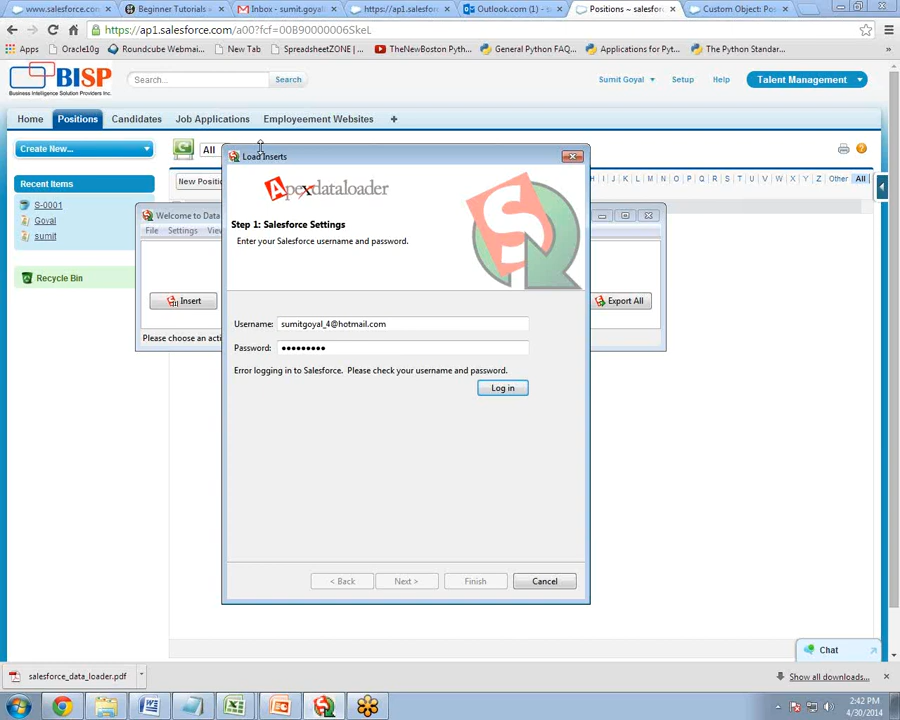 www.salesforce.con
Beginner Tutorials
Inbox - sumit.goyal
https://ap1.salesfor
Outlook.com (1) - s
Positions ~ salesfor
Custom Object: Pos
https://ap1.salesforce.com/a00?fcf=00B90000006SkeL
Apps
Oracle10g
Roundcube Webmai...
New Tab
SpreadsheetZONE |...
TheNewBoston Pyth...
General Python FAQ...
Applications for Pyt...
The Python Standar...
BISP
Business Intelligence Solution Providers Inc.
Search...
Search
Sumit Goyal
Setup
Help
Talent Management
Home
Positions
Candidates
Job Applications
Employeement Websites
+
Create New...
All
Recent Items
S-0001
Goyal
sumit
Recycle Bin
New Positi
H I J K L M N O P Q R S T U V W X Y Z Other All
Welcome to Data
File Settings Vie
Insert
Export All
Please choose an acti
Load Inserts
Apexdataloader
Step 1: Salesforce Settings
Enter your Salesforce username and password.
Username: sumitgoyal_4@hotmail.com
Password: •••••••••
Error logging in to Salesforce. Please check your username and password.
Log in
< Back
Next >
Finish
Cancel
Chat
salesforce_data_loader.pdf
Show all downloads...
2:42 PM
4/30/2014